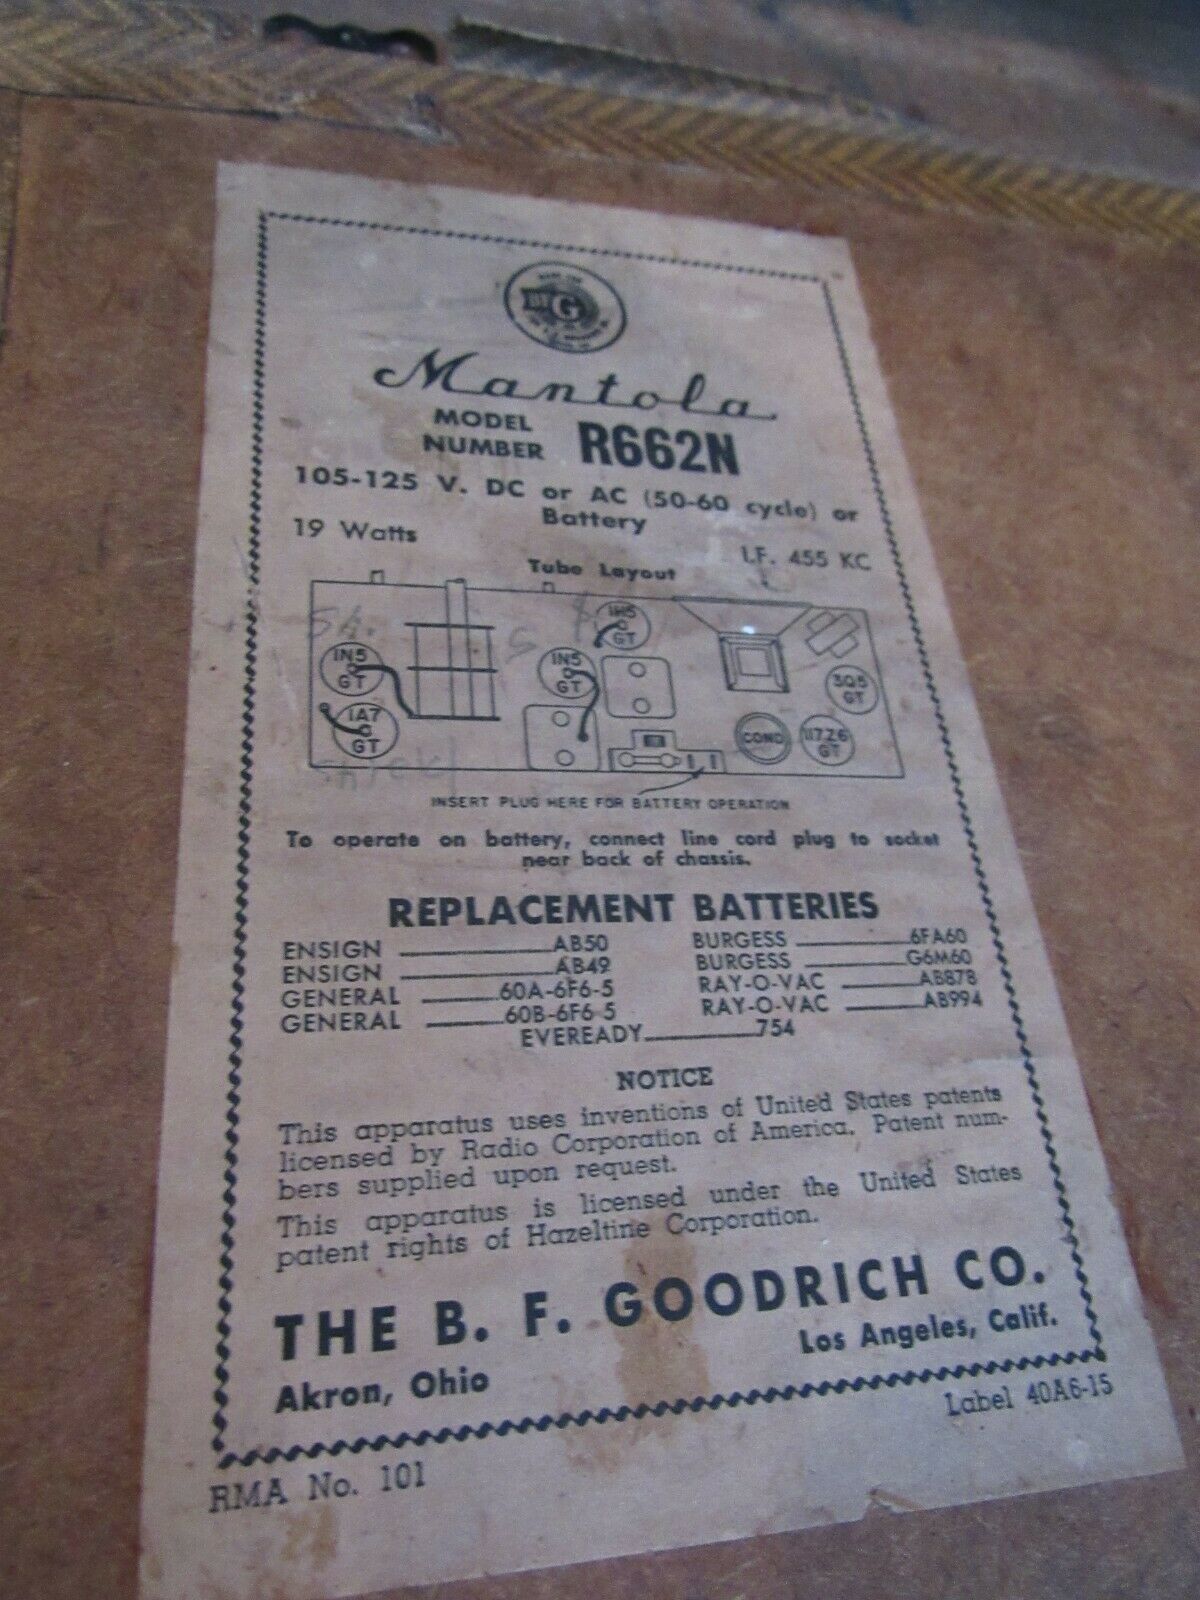 BFG
Mantola
MODEL
NUMBER R662N
105-125 V. DC or AC (50-60 cycle) or
Battery
19 Watts
I.F. 455 KC
Tube Layout
Sh.
S
1H5
GT
1N5
GT
1N5
GT
3Q5
GT
1A7
GT
COND
117Z6
GT
INSERT PLUG HERE FOR BATTERY OPERATION
To operate on battery, connect line cord plug to socket
near back of chassis.
REPLACEMENT BATTERIES
ENSIGN AB50 BURGESS 6FA60
ENSIGN AB49 BURGESS G6M60
GENERAL 60A-6F6-5 RAY-O-VAC AB878
GENERAL 60B-6F6-5 RAY-O-VAC AB994
EVEREADY 754
NOTICE
This apparatus uses inventions of United States patents
licensed by Radio Corporation of America. Patent num-
bers supplied upon request.
This apparatus is licensed under the United States
patent rights of Hazeltine Corporation.
THE B. F. GOODRICH CO.
Akron, Ohio
Los Angeles, Calif.
RMA No. 101
Label 40A6-15